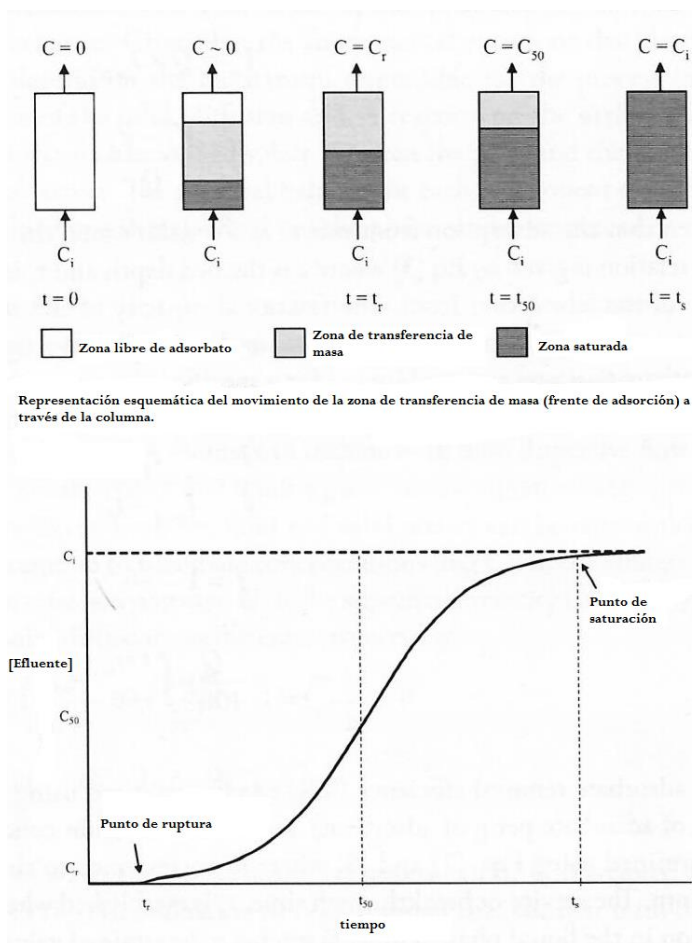 C = 0
C ~ 0
C = Cᵣ
C = C₅₀
C = Cᵢ
Cᵢ
Cᵢ
Cᵢ
Cᵢ
Cᵢ
t = 0
t = tᵣ
t = t₅₀
t = tₛ
Zona libre de adsorbato
Zona de transferencia de
masa
Zona saturada
Representación esquemática del movimiento de la zona de transferencia de masa (frente de adsorción) a
través de la columna.
Cᵢ
Punto de
saturación
[Efluente]
C₅₀
Punto de ruptura
Cᵣ
tᵣ
t₅₀
tiempo